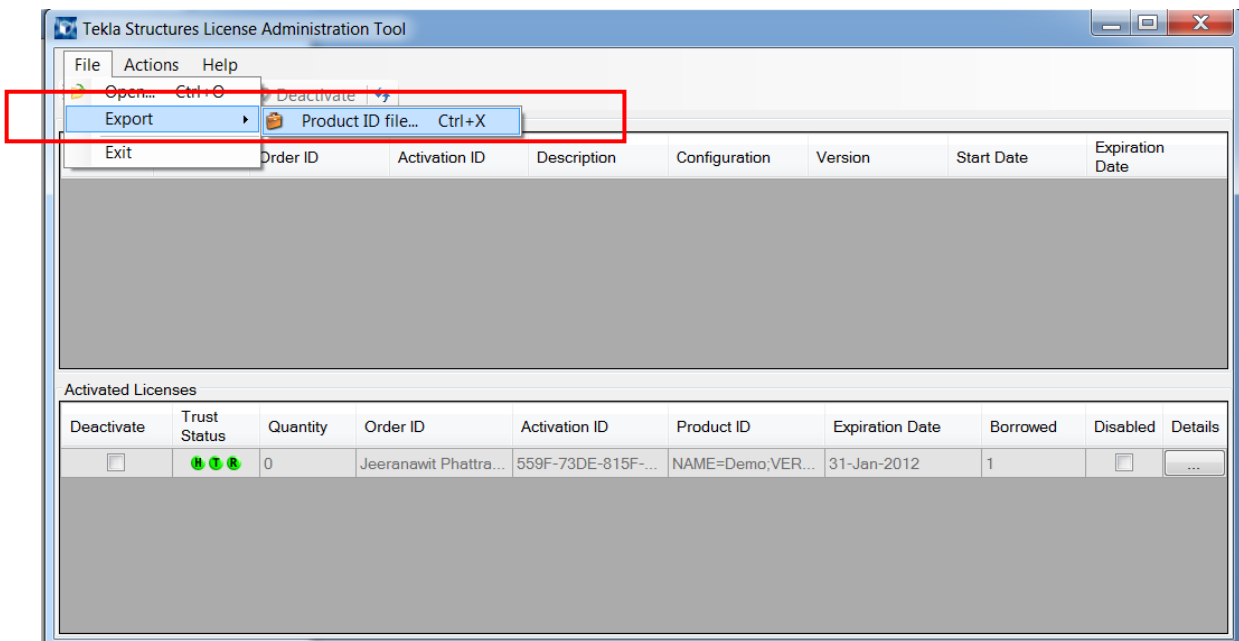 Tekla Structures License Administration Tool
File Actions Help
Open... Ctrl+O Deactivate
Export Product ID file... Ctrl+X
Exit Order ID Activation ID Description Configuration Version Start Date Expiration Date
Activated Licenses
Deactivate Trust Status Quantity Order ID Activation ID Product ID Expiration Date Borrowed Disabled Details
H T R 0 Jeeranawit Phattra... 559F-73DE-815F-... NAME=Demo;VER... 31-Jan-2012 1 ...